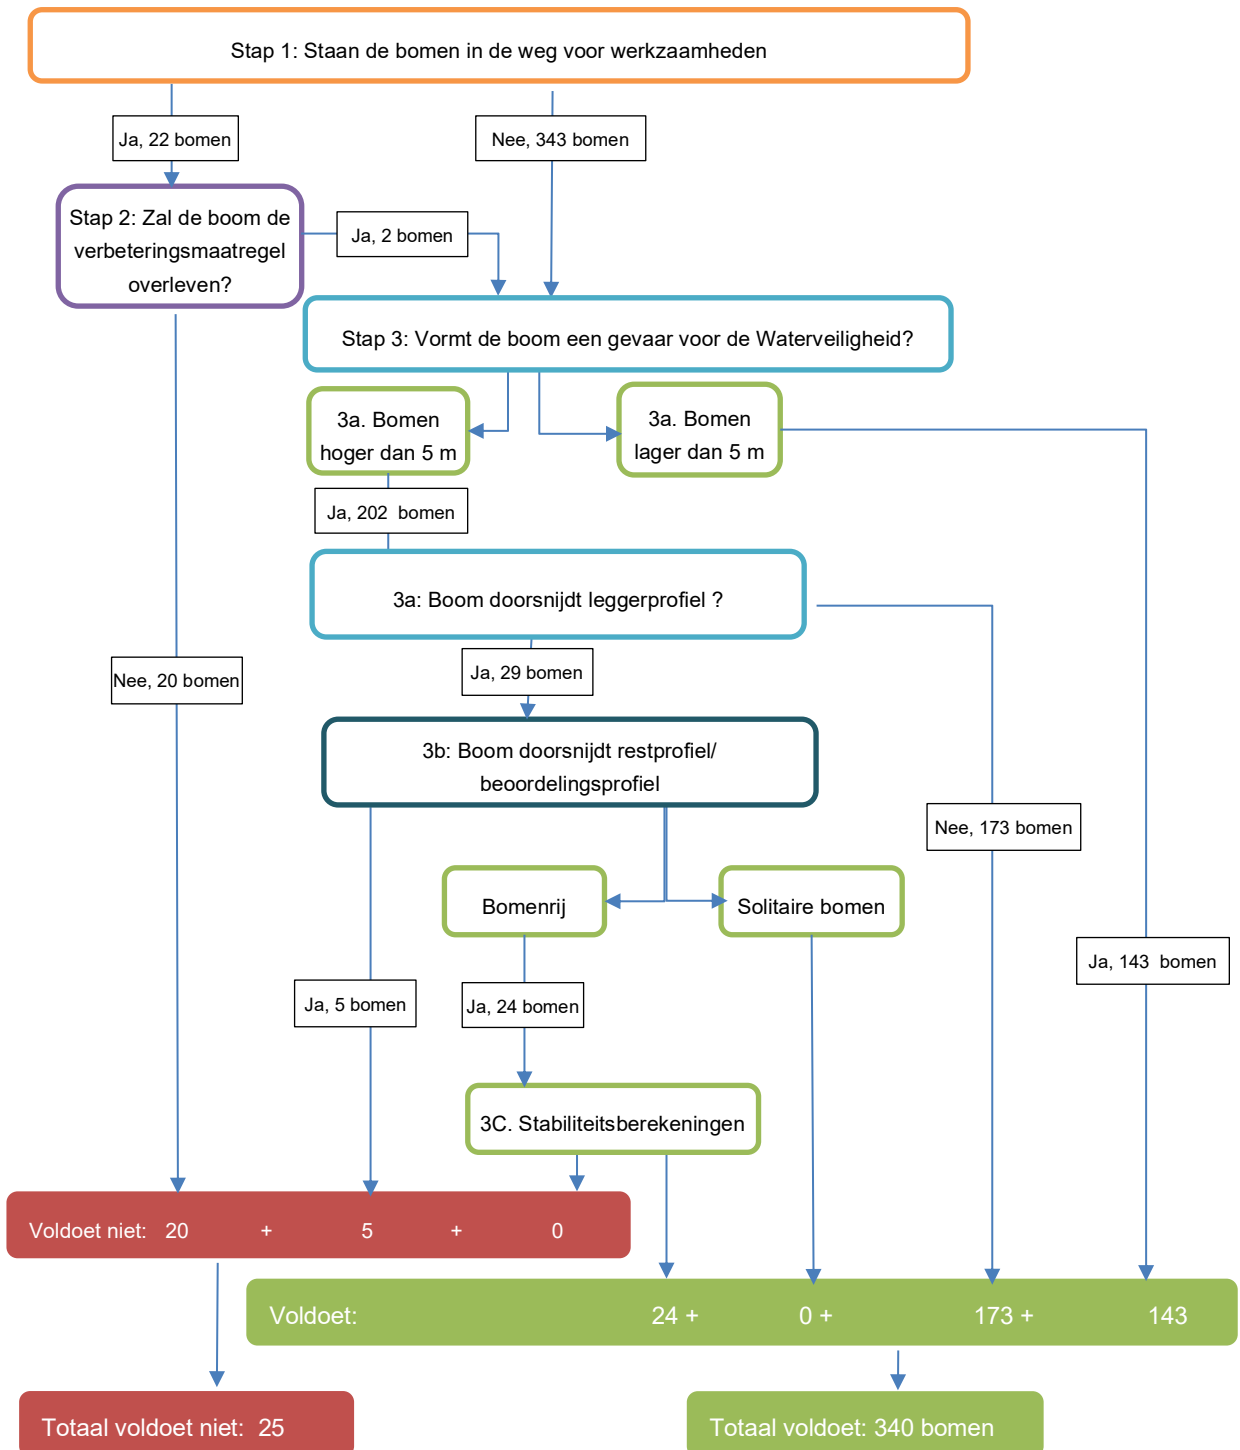 Stap 1: Staan de bomen in de weg voor werkzaamheden
Ja, 22 bomen
Nee, 343 bomen
Stap 2: Zal de boom de
verbeteringsmaatregel
overleven?
Ja, 2 bomen
Stap 3: Vormt de boom een gevaar voor de Waterveiligheid?
3a. Bomen
hoger dan 5 m
3a. Bomen
lager dan 5 m
Ja, 202 bomen
3a: Boom doorsnijdt leggerprofiel ?
Ja, 29 bomen
Nee, 20 bomen
3b: Boom doorsnijdt restprofiel/
beoordelingsprofiel
Nee, 173 bomen
Bomenrij
Solitaire bomen
Ja, 143 bomen
Ja, 5 bomen
Ja, 24 bomen
3C. Stabiliteitsberekeningen
Voldoet niet: 20 + 5 + 0
Voldoet: 24 + 0 + 173 + 143
Totaal voldoet niet: 25
Totaal voldoet: 340 bomen